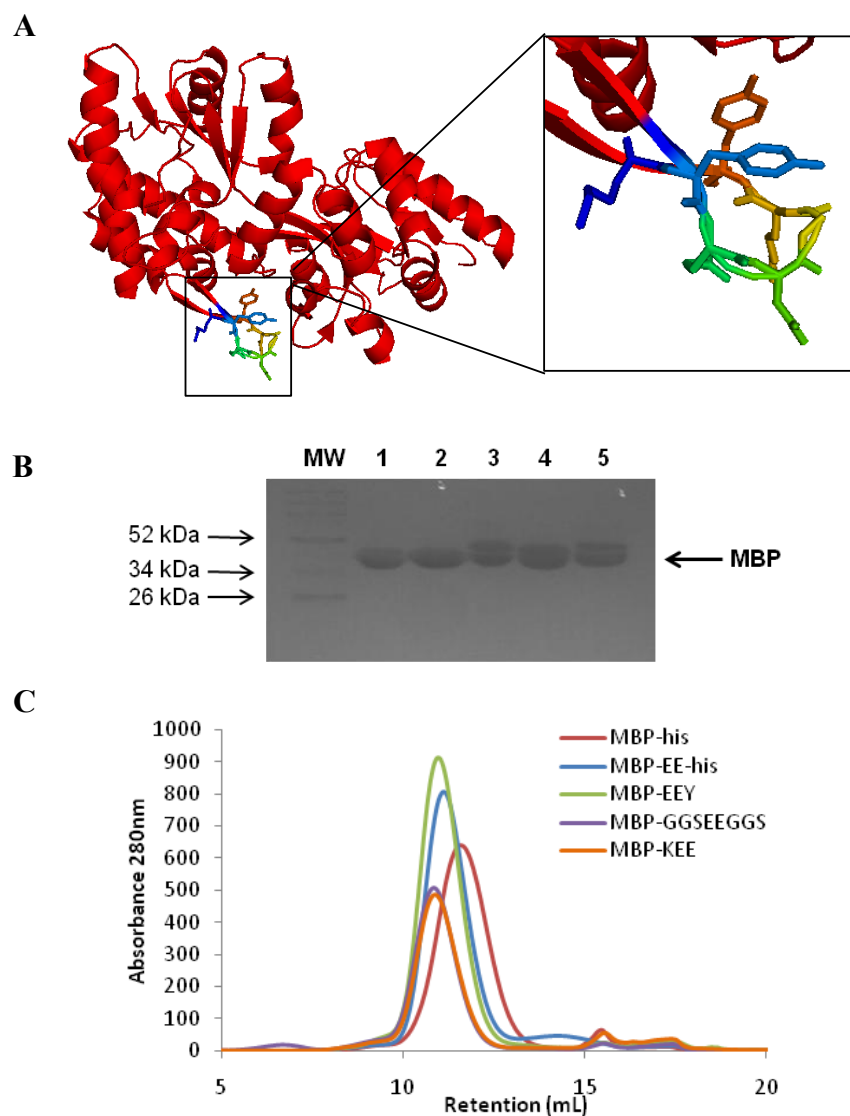 A
B
MW 1 2 3 4 5
52 kDa
34 kDa
26 kDa
MBP
C
1000
900
800
700
600
500
400
300
200
100
0
Absorbance 280nm
MBP-his
MBP-EE-his
MBP-EEY
MBP-GGSEEGGS
MBP-KEE
5 10 15 20
Retention (mL)